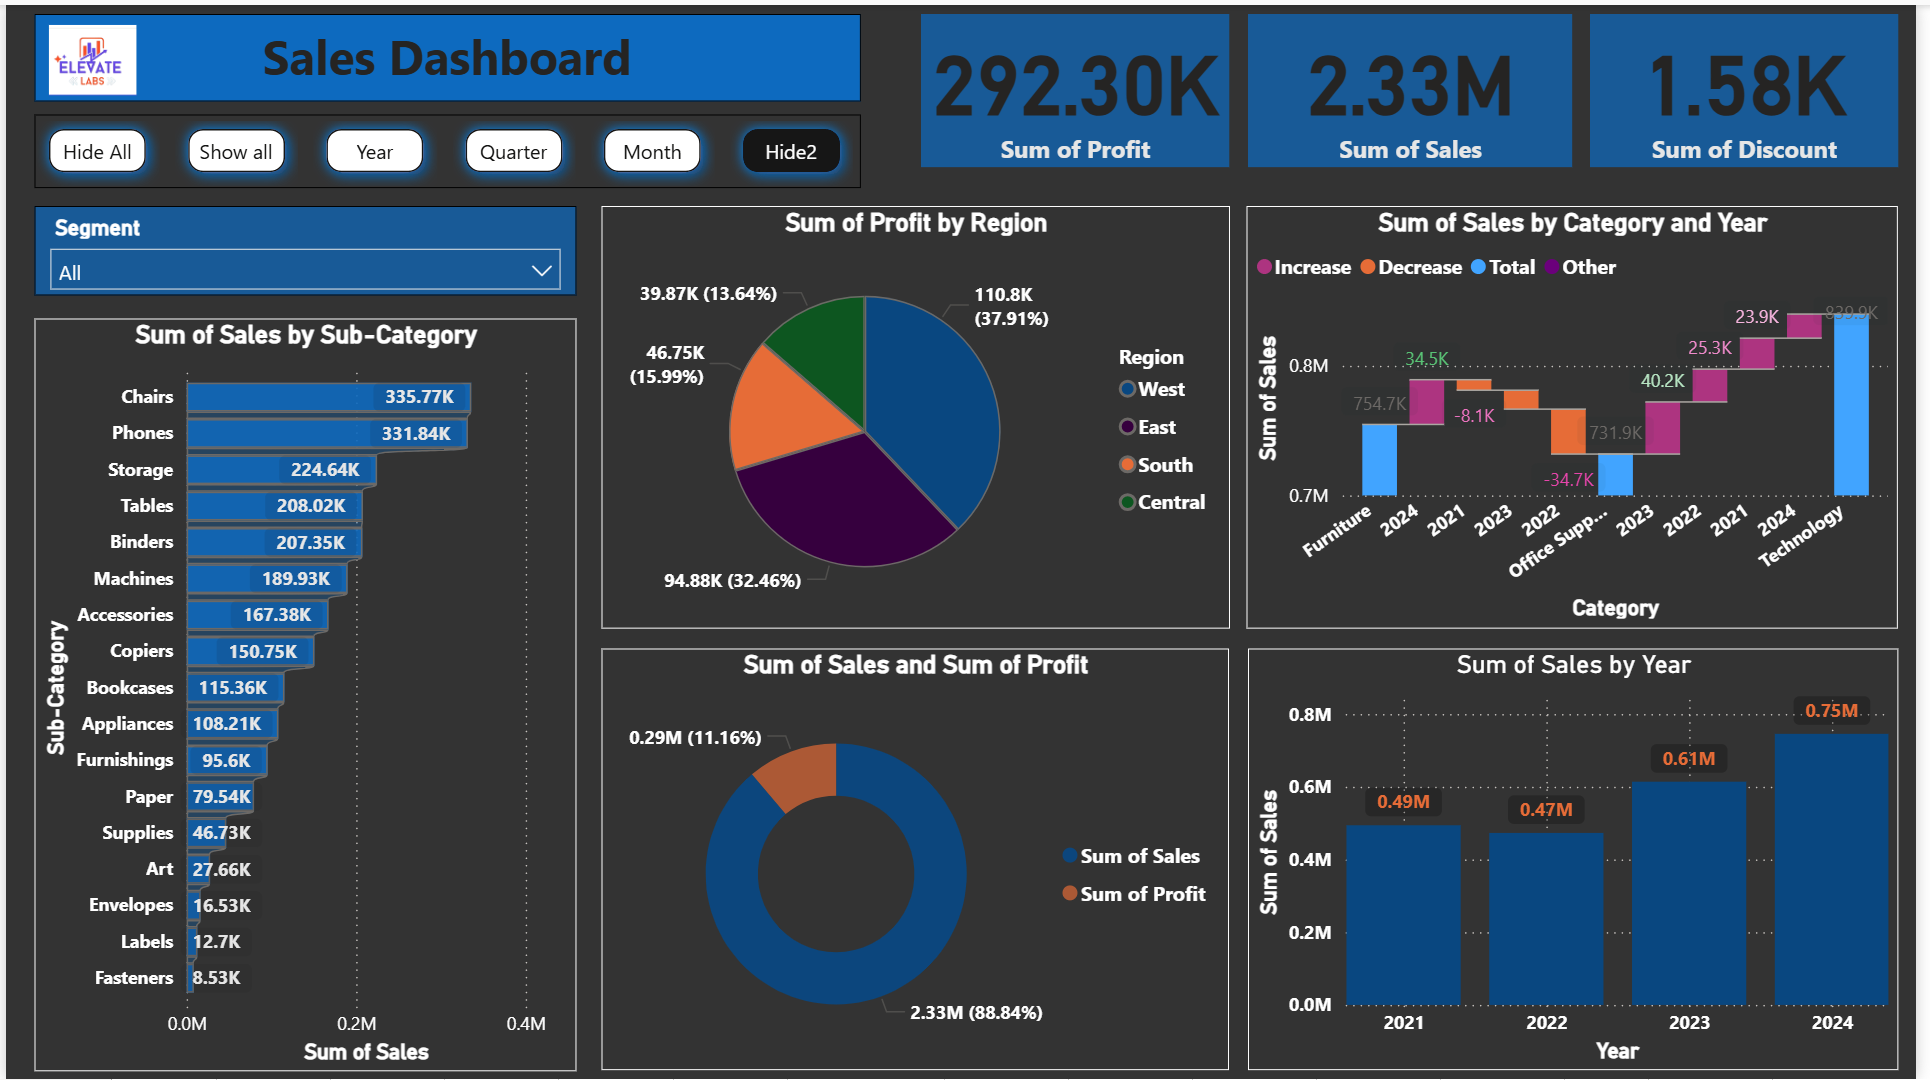 ELEVATE
LABS
Sales Dashboard
292.30K
Sum of Profit
2.33M
Sum of Sales
1.58K
Sum of Discount
Hide All
Show all
Year
Quarter
Month
Hide2
Segment
All
Sum of Sales by Sub-Category
Sub-Category
Chairs 335.77K
Phones 331.84K
Storage 224.64K
Tables 208.02K
Binders 207.35K
Machines 189.93K
Accessories 167.38K
Copiers 150.75K
Bookcases 115.36K
Appliances 108.21K
Furnishings 95.6K
Paper 79.54K
Supplies 46.73K
Art 27.66K
Envelopes 16.53K
Labels 12.7K
Fasteners 8.53K
0.0M 0.2M 0.4M
Sum of Sales
Sum of Profit by Region
39.87K (13.64%)
110.8K
(37.91%)
46.75K
(15.99%)
94.88K (32.46%)
Region
West
East
South
Central
Sum of Sales by Category and Year
Increase Decrease Total Other
Sum of Sales
0.8M
0.7M
754.7K
34.5K
-8.1K
-34.7K
731.9K
40.2K
25.3K
23.9K
839.9K
Furniture
2024
2021
2023
2022
Office Supp...
2023
2022
2021
2024
Technology
Category
Sum of Sales and Sum of Profit
0.29M (11.16%)
2.33M (88.84%)
Sum of Sales
Sum of Profit
Sum of Sales by Year
Sum of Sales
0.8M
0.6M
0.4M
0.2M
0.0M
0.49M
0.47M
0.61M
0.75M
2021 2022 2023 2024
Year